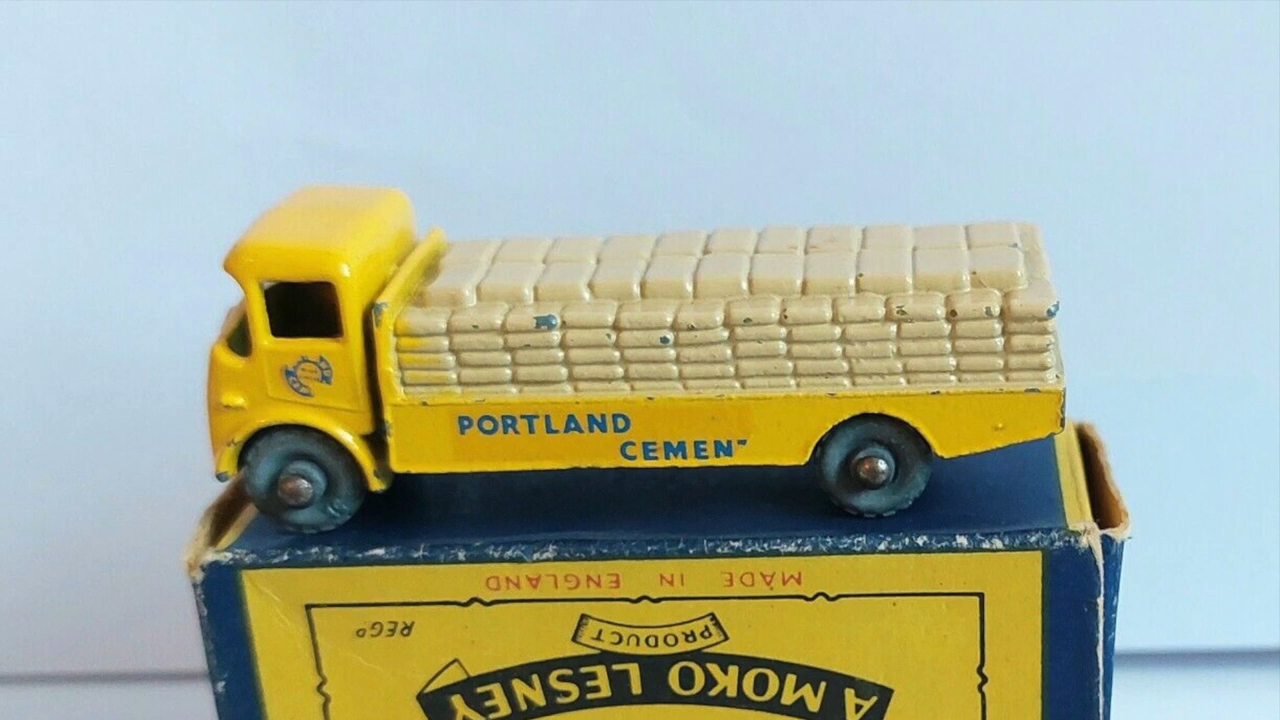 PORTLAND
CEMEN"
MADE IN ENGLAND
REGD
PRODUCT
A MOKO LESNEY